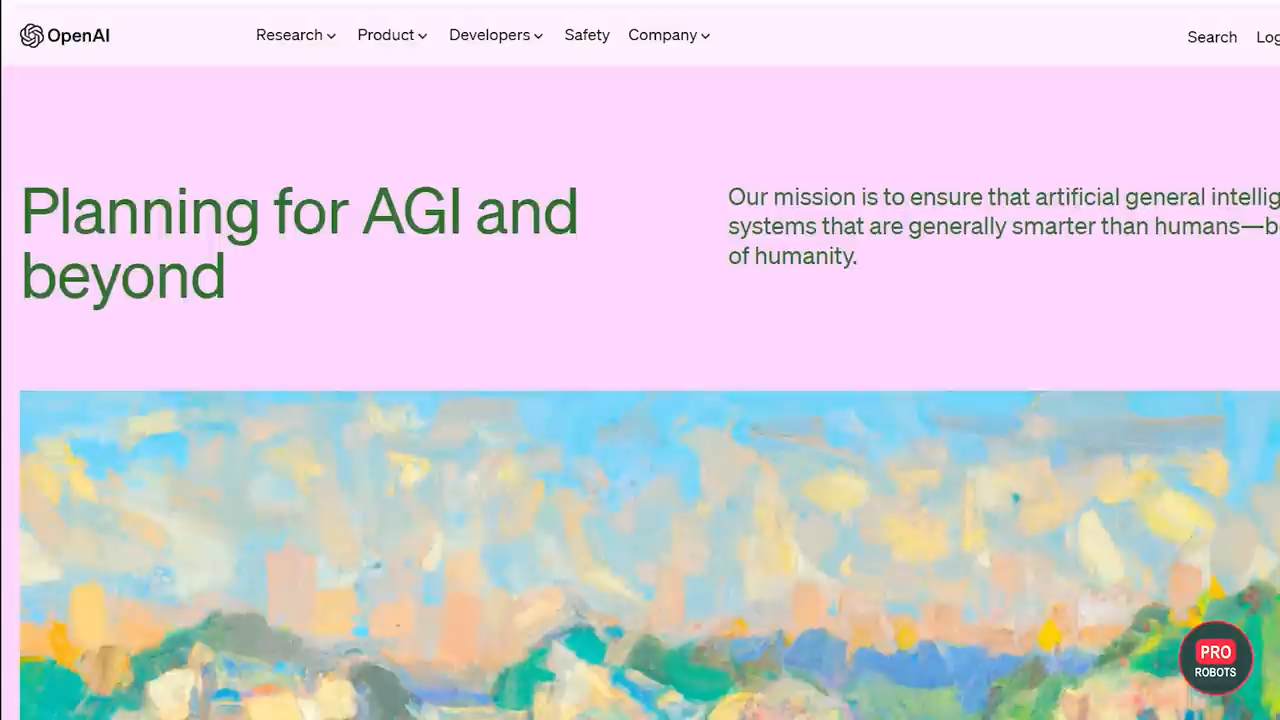 OpenAI
Research
Product
Developers
Safety
Company
Search
Planning for AGI and
beyond
Our mission is to ensure that artificial general
systems that are generally smarter than humans—
of humanity.
PRO
ROBOTS